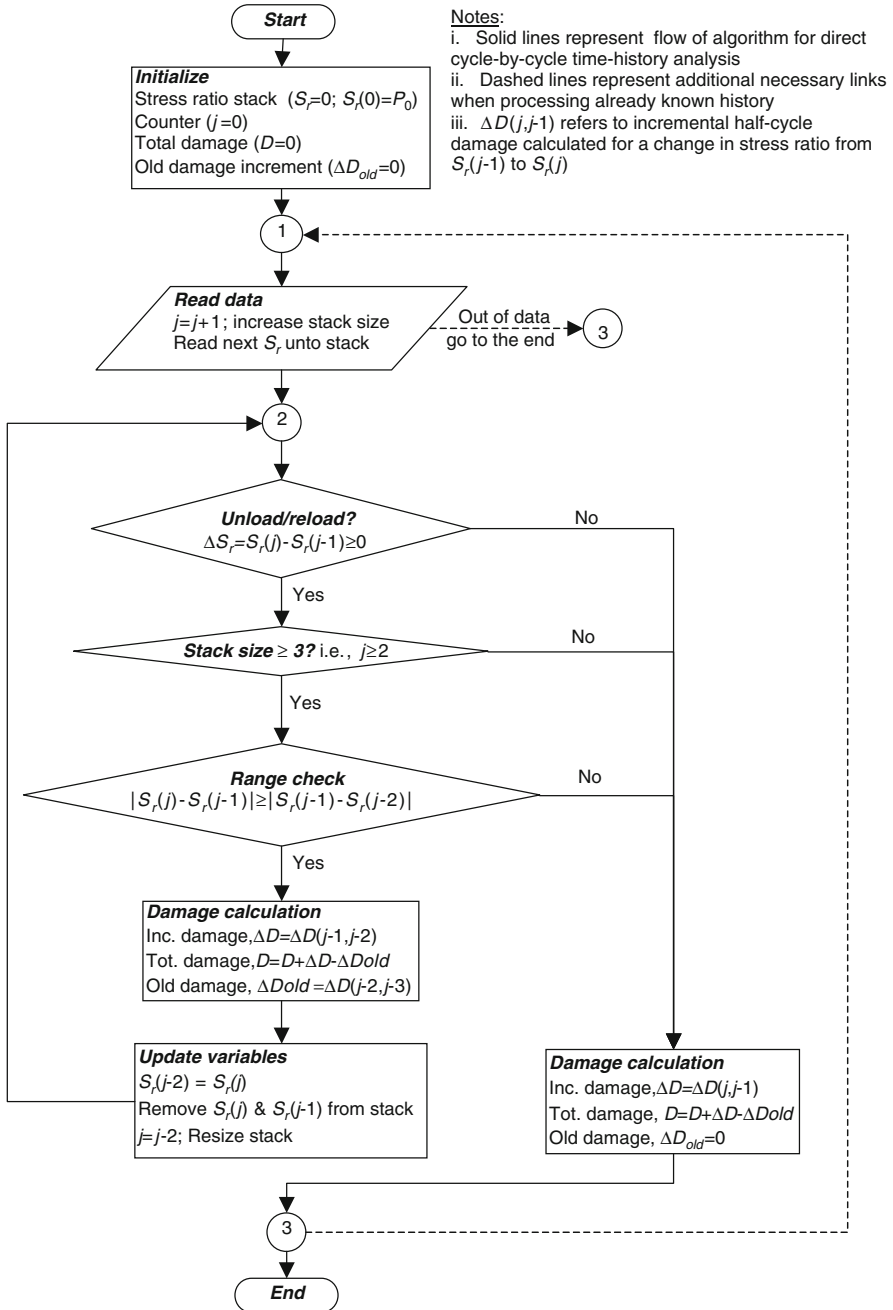 Start
Notes:
i. Solid lines represent flow of algorithm for direct
cycle-by-cycle time-history analysis
ii. Dashed lines represent additional necessary links
when processing already known history
iii. ΔD(j,j-1) refers to incremental half-cycle
damage calculated for a change in stress ratio from
Sr(j-1) to Sr(j)
Initialize
Stress ratio stack (Sr=0; Sr(0)=P0)
Counter (j=0)
Total damage (D=0)
Old damage increment (ΔDold=0)
1
Read data
j=j+1; increase stack size
Read next Sr unto stack
Out of data
go to the end
3
2
Unload/reload?
ΔSr=Sr(j)-Sr(j-1)≥0
No
Yes
Stack size ≥ 3? i.e., j≥2
No
Yes
Range check
|Sr(j)-Sr(j-1)|≥|Sr(j-1)-Sr(j-2)|
No
Yes
Damage calculation
Inc. damage,ΔD=ΔD(j-1,j-2)
Tot. damage,D=D+ΔD-ΔDold
Old damage, ΔDold=ΔD(j-2,j-3)
Update variables
Sr(j-2) = Sr(j)
Remove Sr(j) & Sr(j-1) from stack
j=j-2; Resize stack
Damage calculation
Inc. damage,ΔD=ΔD(j,j-1)
Tot. damage, D=D+ΔD-ΔDold
Old damage, ΔDold=0
3
End